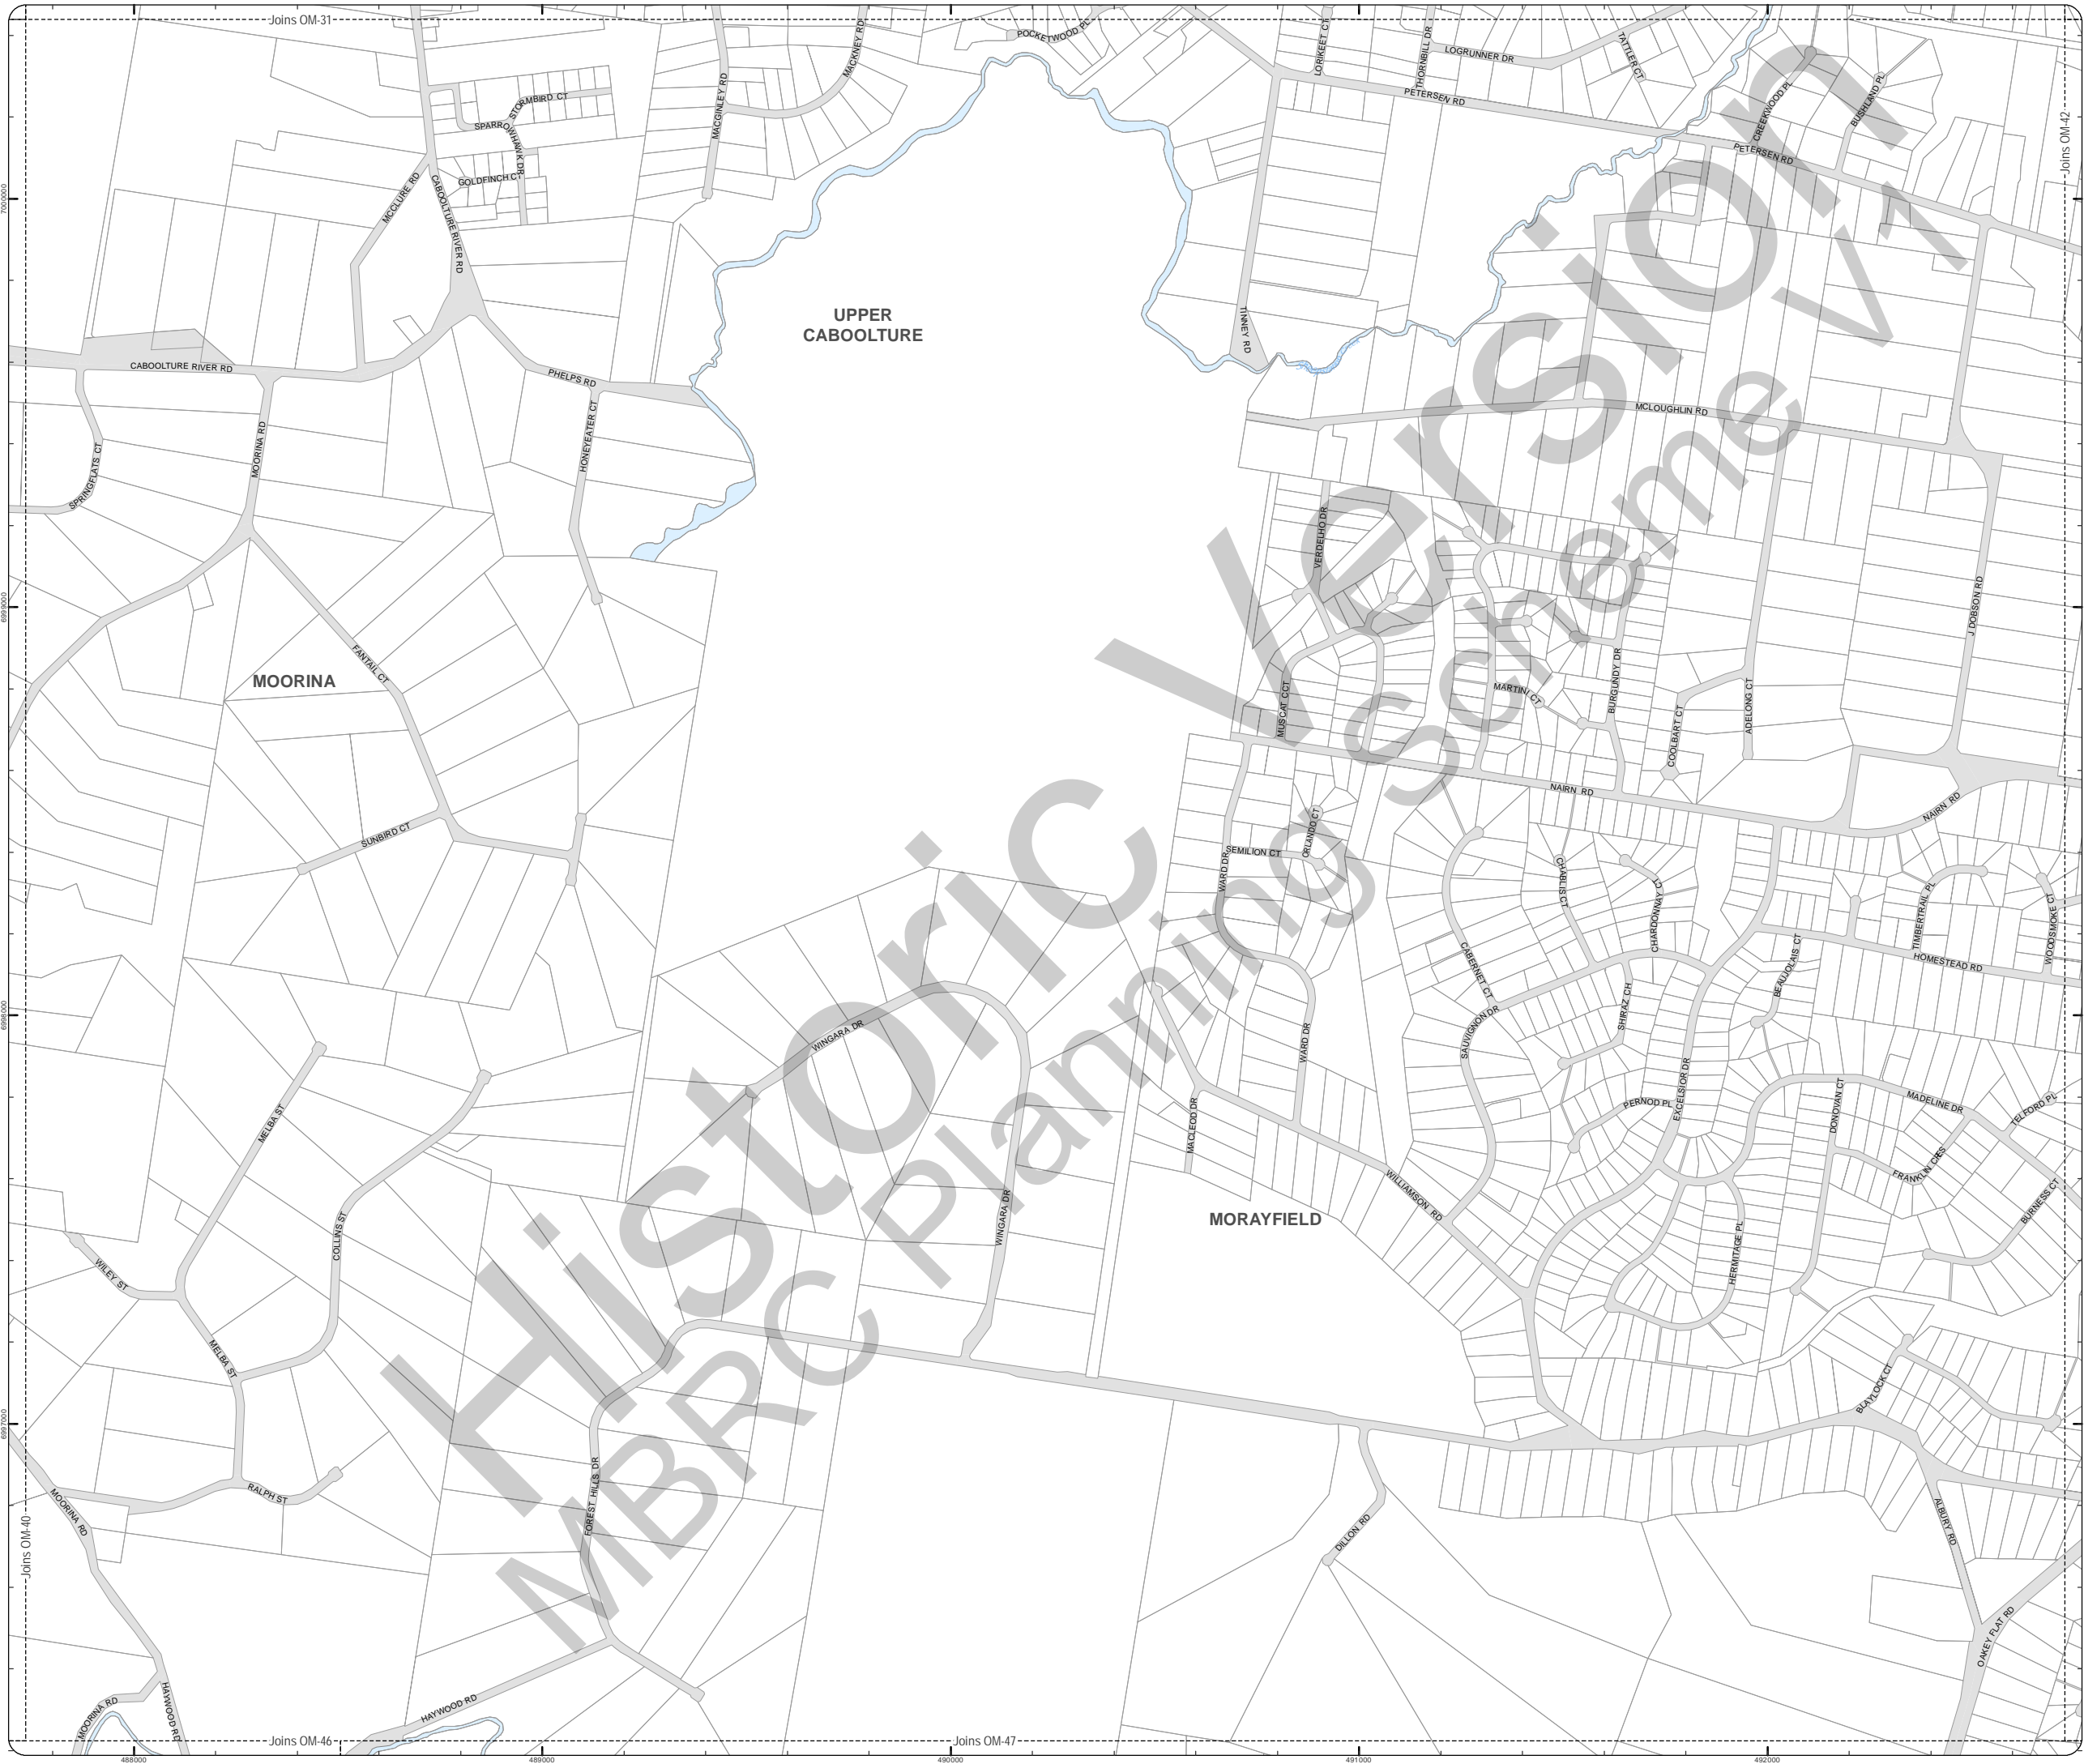 Joins OM-31
POCKETWOOD PL
MACKNEY RD
LORIKEET CT
THORNBILL DR
LOGRUNNER DR
TATTLER CT
MACGINLEY RD
STORMBIRD CT
SPARROWHAWK DR
PETERSEN RD
CREEKWOOD PL
BUSHLAND PL
Joins OM-42
PETERSEN RD
GOLDFINCH CT
MCCLURE RD
CABOOLTURE RIVER RD
7000000
UPPER
CABOOLTURE
TINNEY RD
CABOOLTURE RIVER RD
PHELPS RD
HONEYEATER CT
MCLOUGHLIN RD
MOORINA RD
SPRINGFLATS CT
VERDELHO DR
6999000
J DOBSON RD
FANTAIL CT
MOORINA
MUSCAT CCT
MARTINI CT
BURGUNDY DR
COOLBART CT
ADELONG CT
NAIRN RD
NAIRN RD
SUNBIRD CT
ORLANDO CT
SEMILION CT
WARD DR
CHABLIS CT
CHARDONNAY CT
TIMBERTRAIL PL
WOODSMOKE CT
CABERNET CT
BEAUJOLAIS CT
HOMESTEAD RD
6998000
WINGARA DR
SAUVIGNON DR
SHIRAZ CH
WARD DR
EXCELSIOR DR
MELBA ST
MACLEOD DR
PERNOD PL
DONOVAN CT
MADELINE DR
TELFORD PL
FRANKLIN CRES
WILLIAMSON RD
BURNESS CT
WINGARA DR
MORAYFIELD
COLLINS ST
HERMITAGE PL
WILEY ST
MELBA ST
BLAYLOCK CT
6997000
RALPH ST
MOORINA RD
FOREST HILLS DR
DILLON RD
ALBURY RD
Joins OM-40
OAKEY FLAT RD
MOORINA RD
HAYWOOD RD
HAYWOOD RD
Joins OM-46
Joins OM-47
488000
489000
490000
491000
492000
Historic Version
MBRC Planning Scheme V1